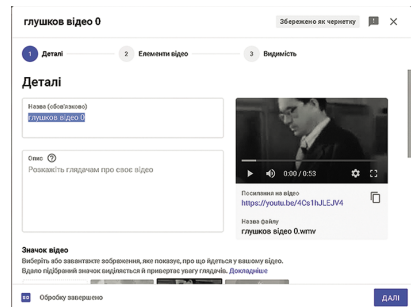 глушков відео 0
Збережено як чернетку
1 Деталі
2 Елементи відео
3 Видимість
Деталі
Назва (обов'язково)
глушков відео 0
Опис
Розкажіть глядачам про своє відео
0:00 / 0:53
Посилання на відео
https://youtu.be/4Cs1hJLEJV4
Назва файлу
глушков відео 0.wmv
Значок відео
Виберіть або завантажте зображення, яке показує, про що йдеться у вашому відео.
Вдало підібраний значок виділяється й привертає увагу глядачів. Докладніше
Обробку завершено
ДАЛІ